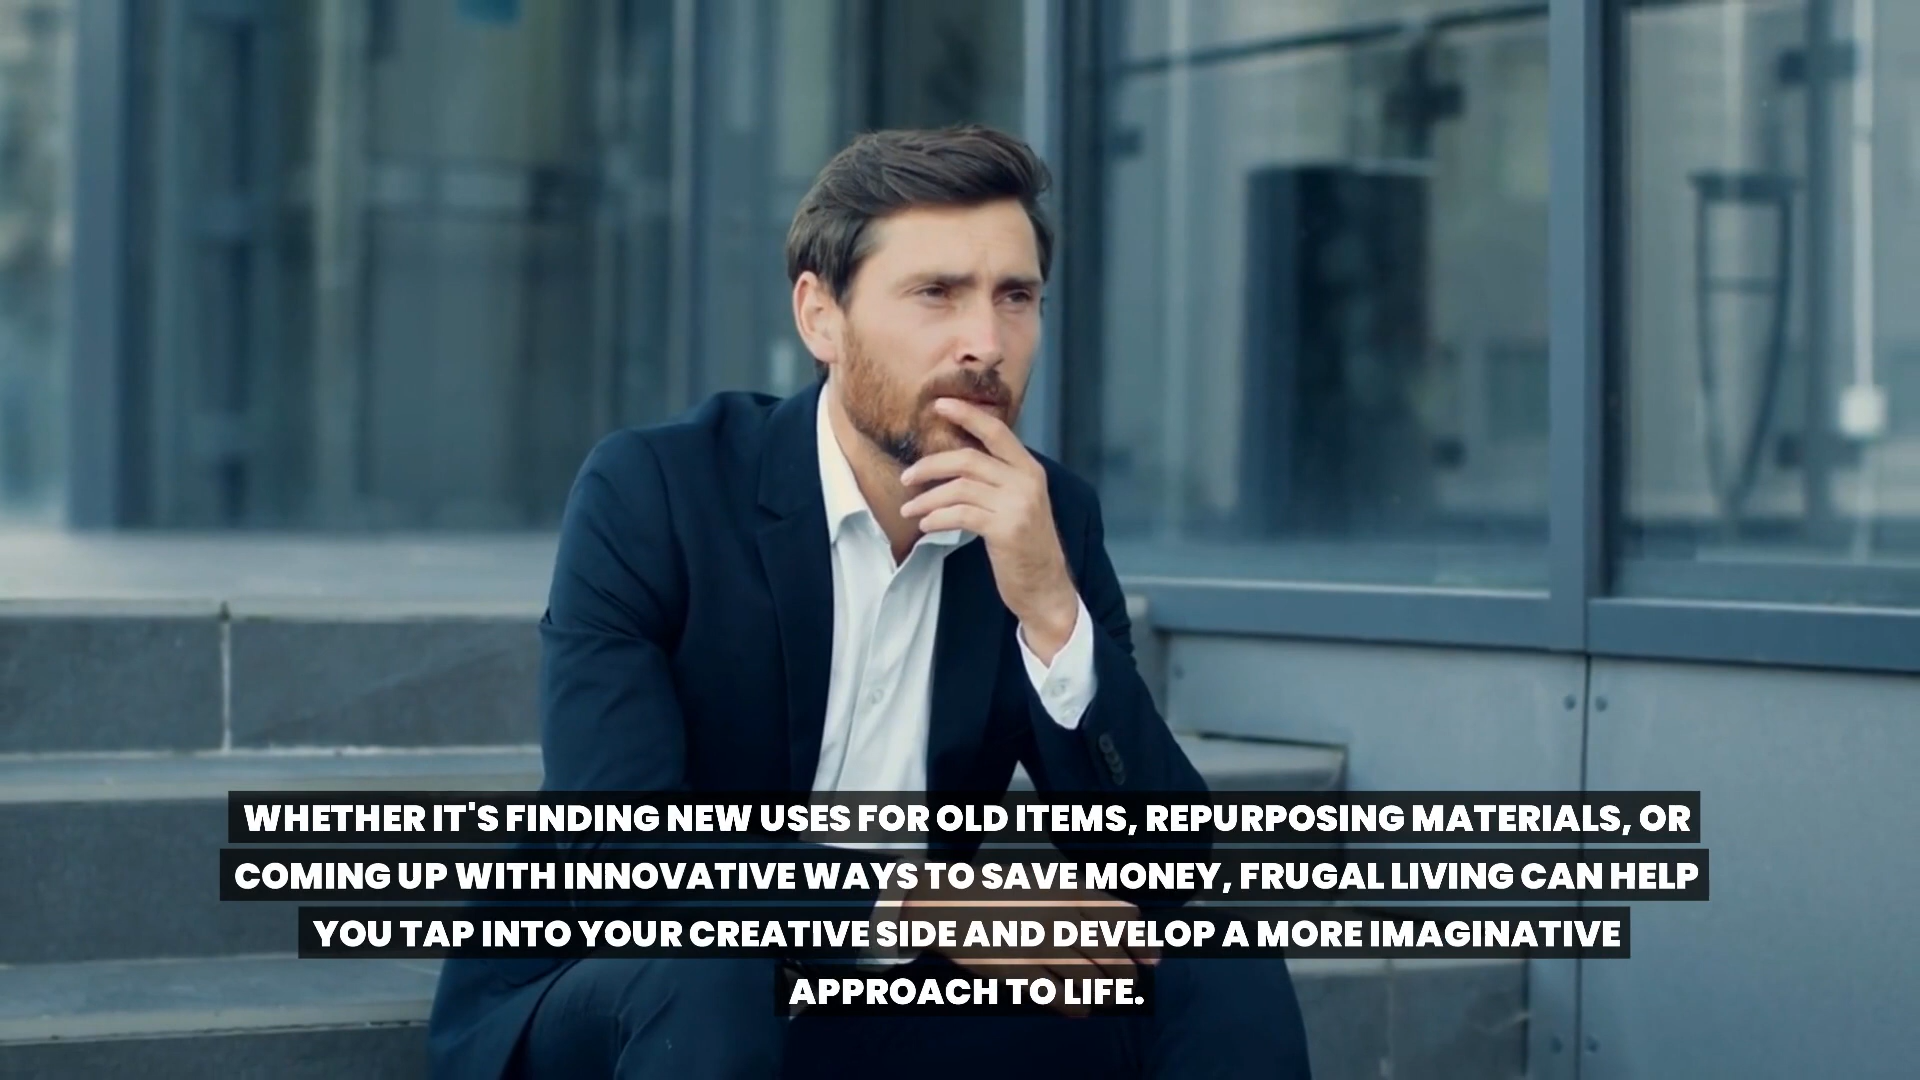 WHETHER IT'S FINDING NEW USES FOR OLD ITEMS, REPURPOSING MATERIALS, OR
COMING UP WITH INNOVATIVE WAYS TO SAVE MONEY, FRUGAL LIVING CAN HELP
YOU TAP INTO YOUR CREATIVE SIDE AND DEVELOP A MORE IMAGINATIVE
APPROACH TO LIFE.